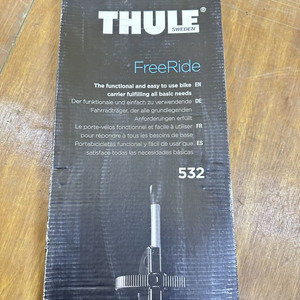 THULE
SWEDEN
FreeRide
The functional and easy to use bike EN
carrier fulfilling all basic needs
Der funktionale und einfach zu verwendende DE
Fahrradträger, der alle grundlegenden
Anforderungen erfüllt.
Le porte-vélos fonctionnel et facile à utiliser FR
pour répondre à tous les besoins de base.
Portabicicletas funcional y fácil de usar que ES
satisface todas las necesidades básicas.
532